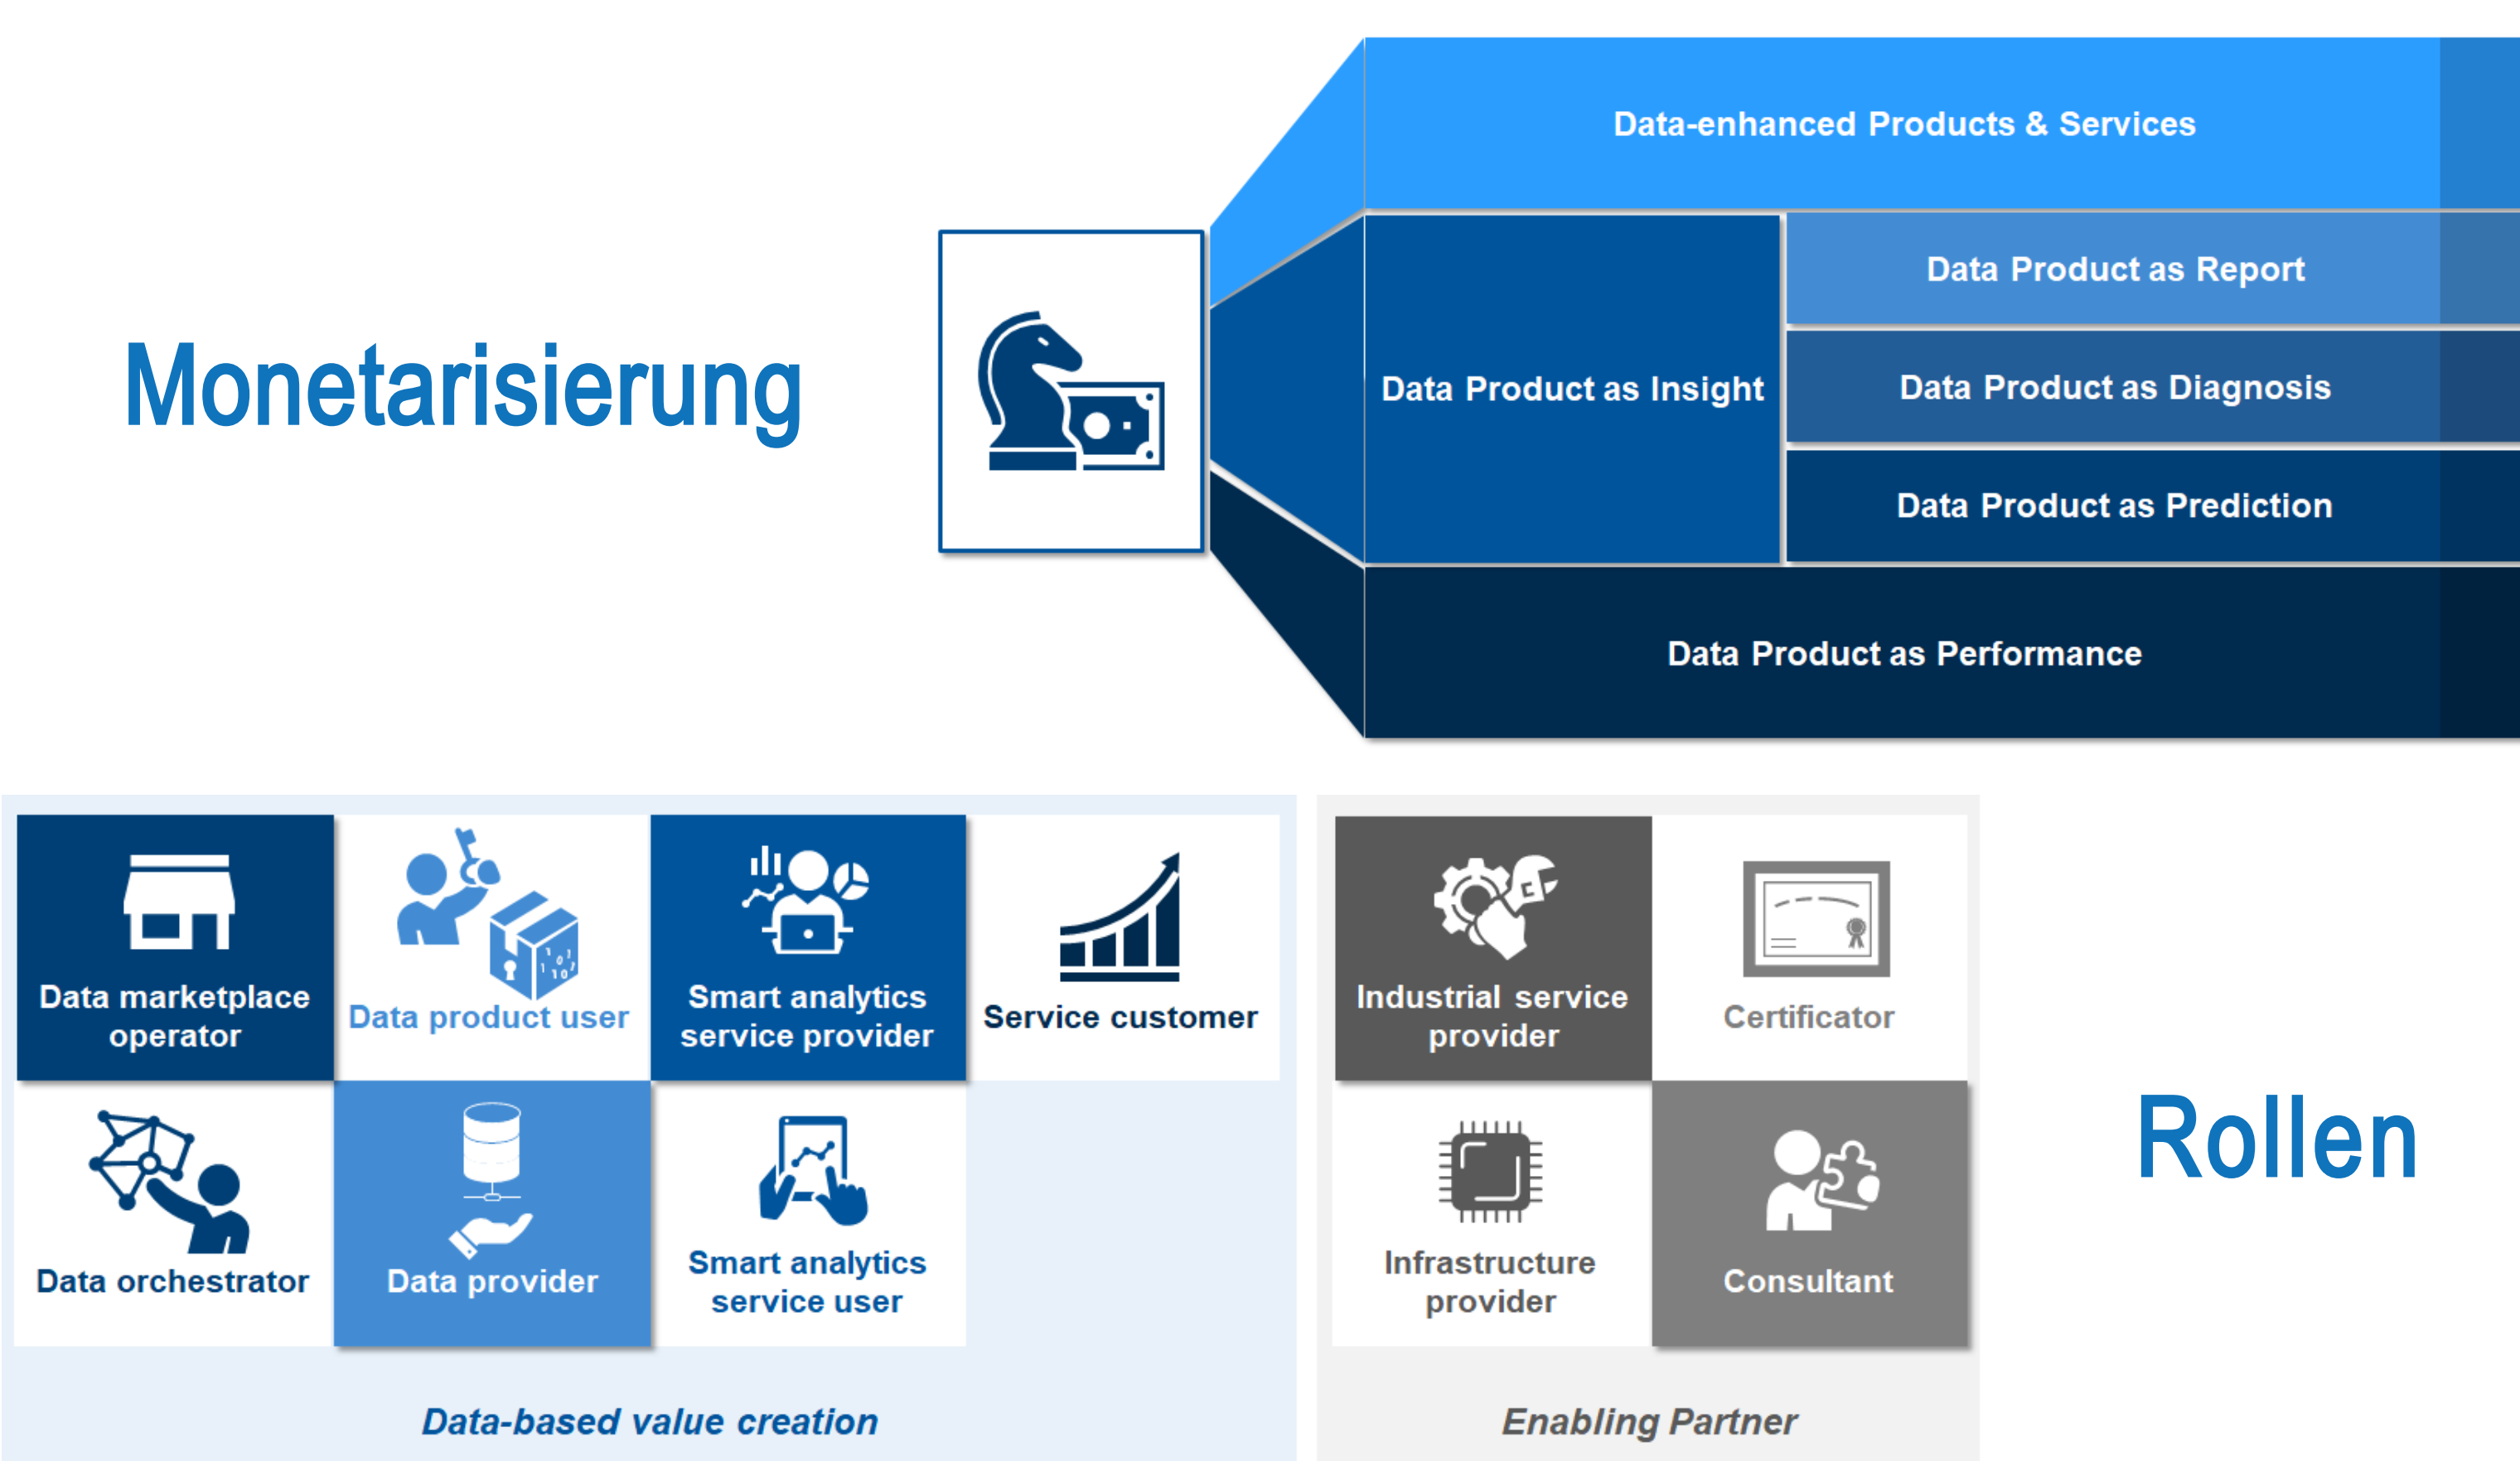 Monetarisierung
Data-enhanced Products & Services
Data Product as Insight
Data Product as Report
Data Product as Diagnosis
Data Product as Prediction
Data Product as Performance
Data marketplace
operator
Data product user
Smart analytics
service provider
Service customer
Data orchestrator
Data provider
Smart analytics
service user
Data-based value creation
Industrial service
provider
Certificator
Infrastructure
provider
Consultant
Enabling Partner
Rollen